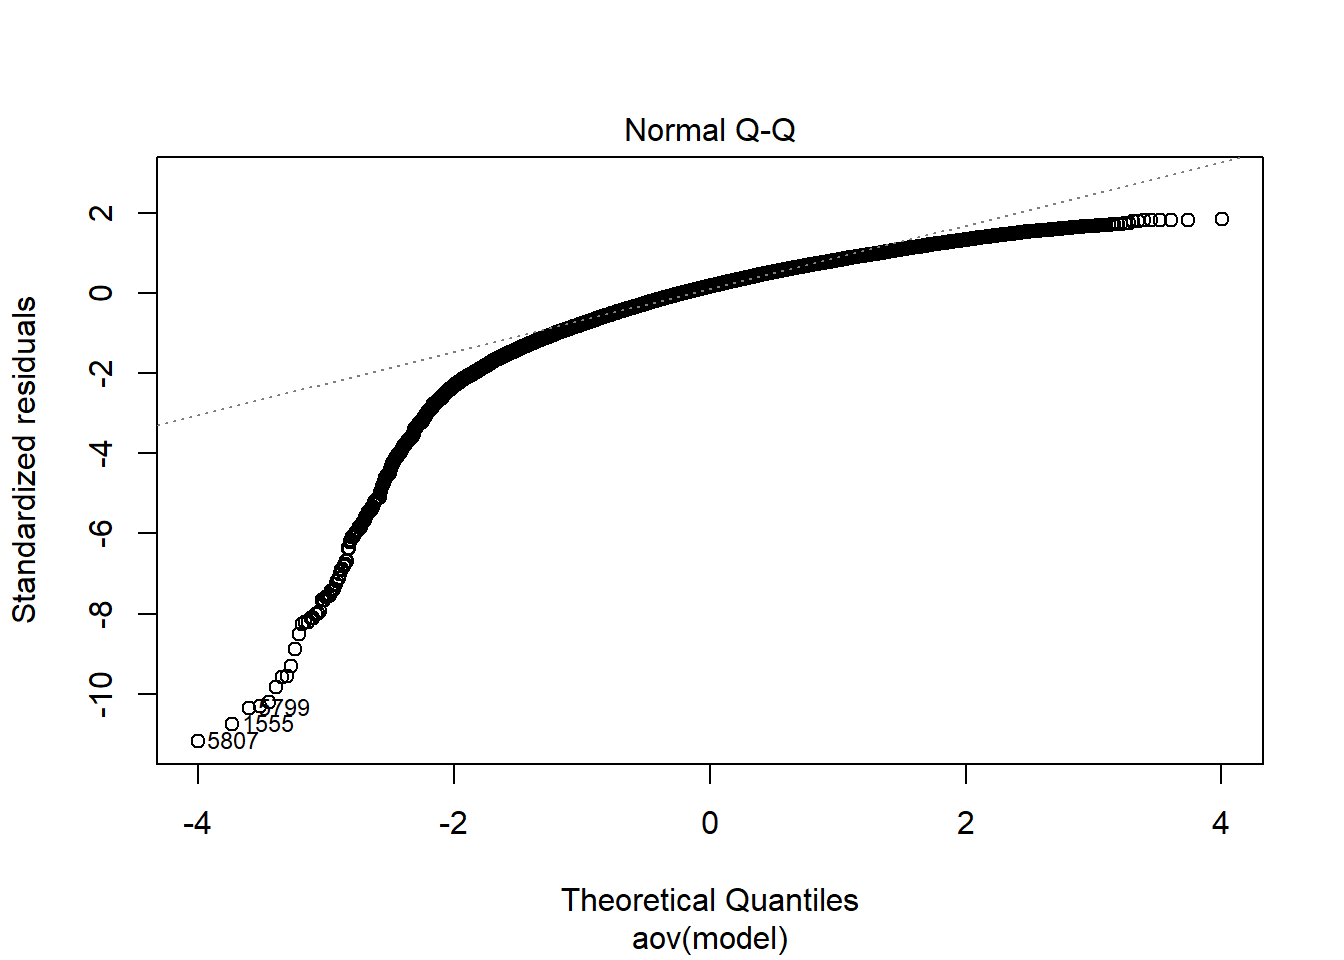 Normal Q-Q
Standardized residuals
2
0
-2
-4
-6
-8
-10
5799
1555
5807
-4 -2 0 2 4
Theoretical Quantiles
aov(model)